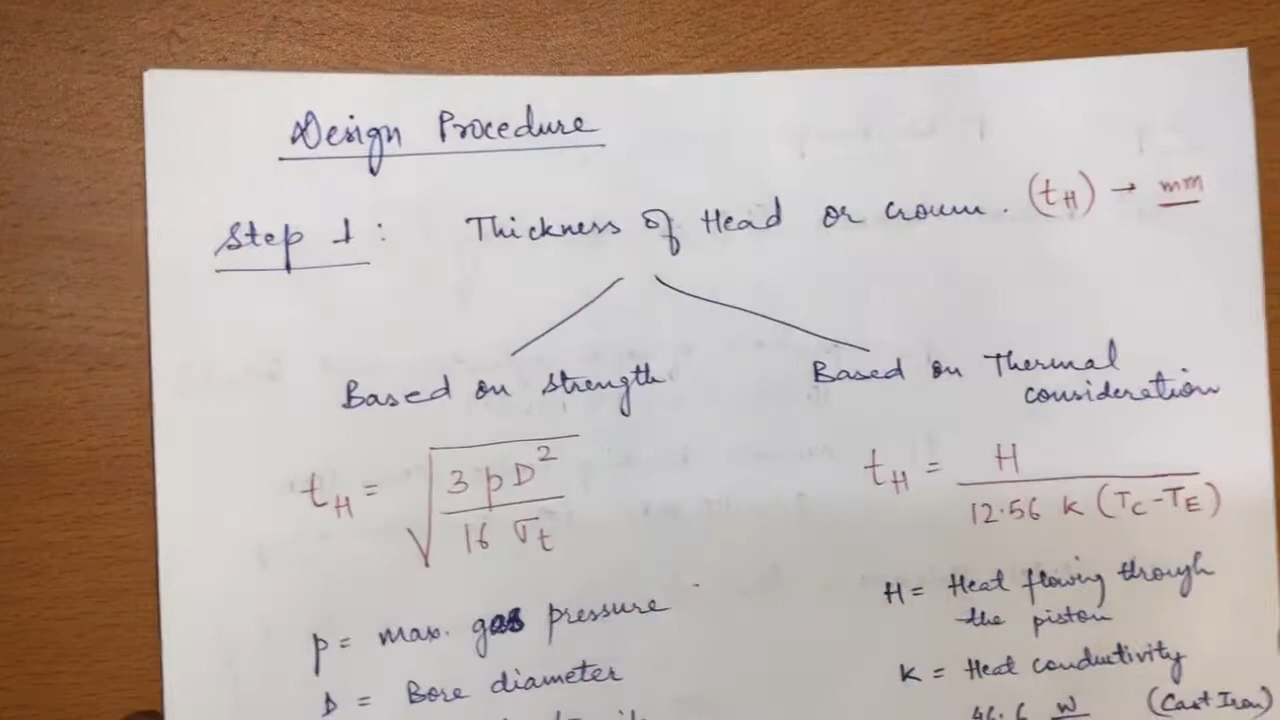 Design Procedure
Step 1: Thickness of Head or Crown. (tH) → mm
Based on strength
Based on Thermal consideration
tH = √(3 p D² / 16 σt)
tH = H / 12.56 k (TC - TE)
p = max. gas pressure
D = Bore diameter
H = Heat flowing through
the piston
K = Heat conductivity
46.6 W (Cast Iron)